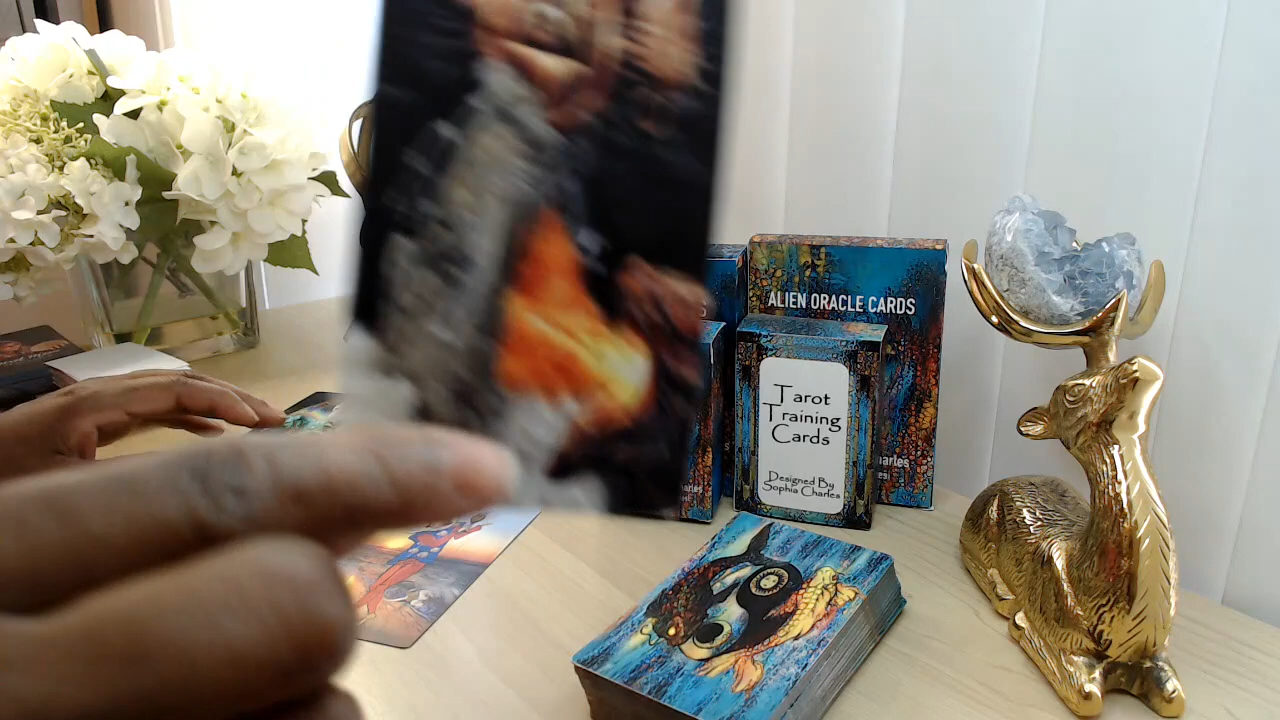 ALIEN ORACLE CARDS
Tarot
Training
Cards
Designed By
Sophia Charles